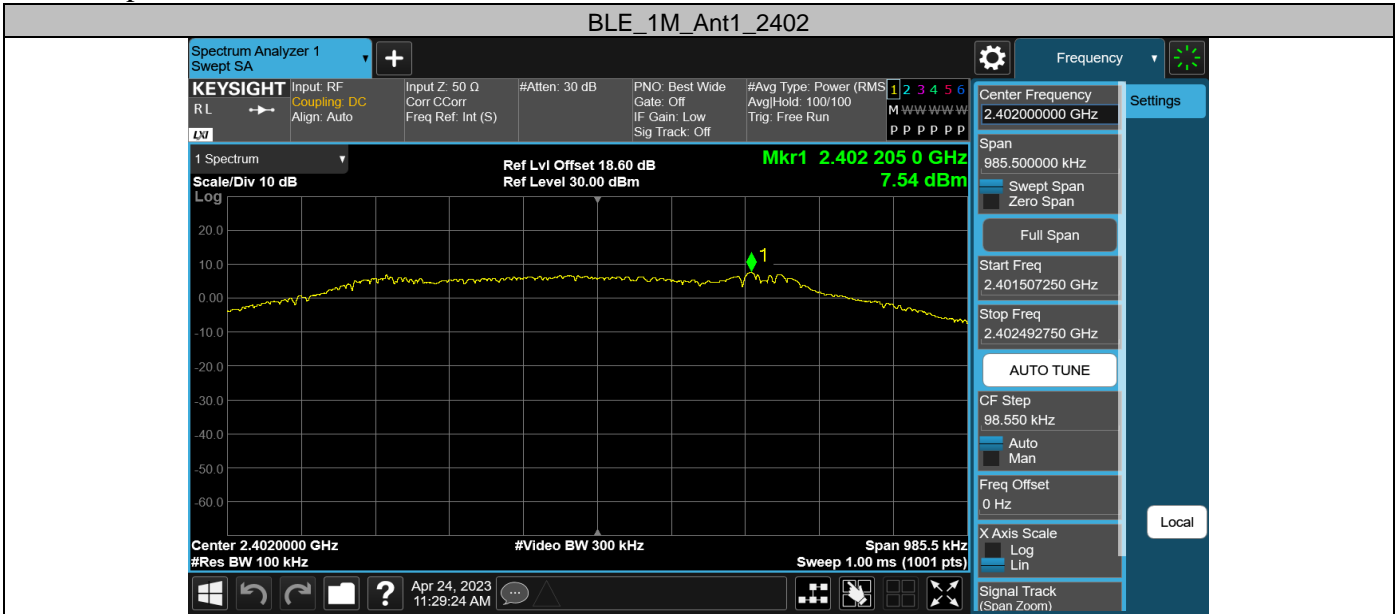 BLE_1M_Ant1_2402
Spectrum Analyzer 1
Swept SA
Frequency
KEYSIGHT
R L
LXI
Input: RF
Coupling: DC
Align: Auto
Input Z: 50 Ω
Corr CCorr
Freq Ref: Int (S)
#Atten: 30 dB
PNO: Best Wide
Gate: Off
IF Gain: Low
Sig Track: Off
#Avg Type: Power (RMS
Avg|Hold: 100/100
Trig: Free Run
1 2 3 4 5 6
M W W W W W
P P P P P P
1 Spectrum
Scale/Div 10 dB
Ref Lvl Offset 18.60 dB
Ref Level 30.00 dBm
Mkr1 2.402 205 0 GHz
7.54 dBm
Log
20.0
10.0
0.00
-10.0
-20.0
-30.0
-40.0
-50.0
-60.0
1
Center 2.4020000 GHz
#Res BW 100 kHz
#Video BW 300 kHz
Span 985.5 kHz
Sweep 1.00 ms (1001 pts)
Center Frequency
2.402000000 GHz
Span
985.500000 kHz
Swept Span
Zero Span
Full Span
Start Freq
2.401507250 GHz
Stop Freq
2.402492750 GHz
AUTO TUNE
CF Step
98.550 kHz
Auto
Man
Freq Offset
0 Hz
X Axis Scale
Log
Lin
Signal Track
(Span Zoom)
Settings
Local
?
Apr 24, 2023
11:29:24 AM